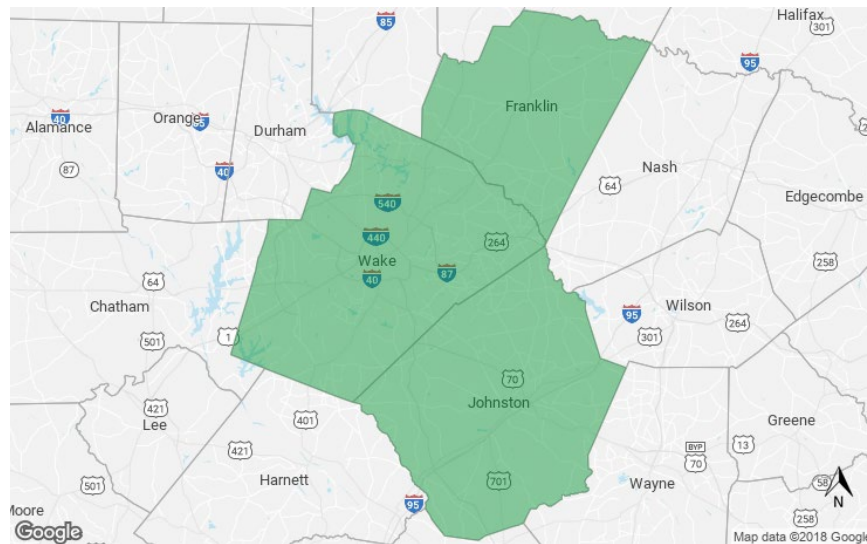 Halifax
85
301
95
Franklin
40
Alamance
Orange
85
Durham
87
40
Nash
64
Edgecombe
540
440
264
258
Wake
40
87
64
Chatham
95
Wilson
301
264
1
501
70
421
Lee
Johnston
401
Greene
421
BYP
70
13
Harnett
701
Wayne
501
95
58
Moore
258
N
Google
Map data ©2018 Google